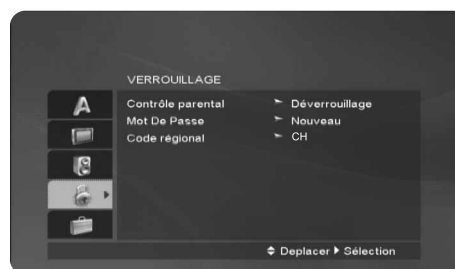 VERROUILLAGE
A
Contrôle parental Déverrouillage
Mot De Passe Nouveau
Code régional CH
Deplacer Sélection